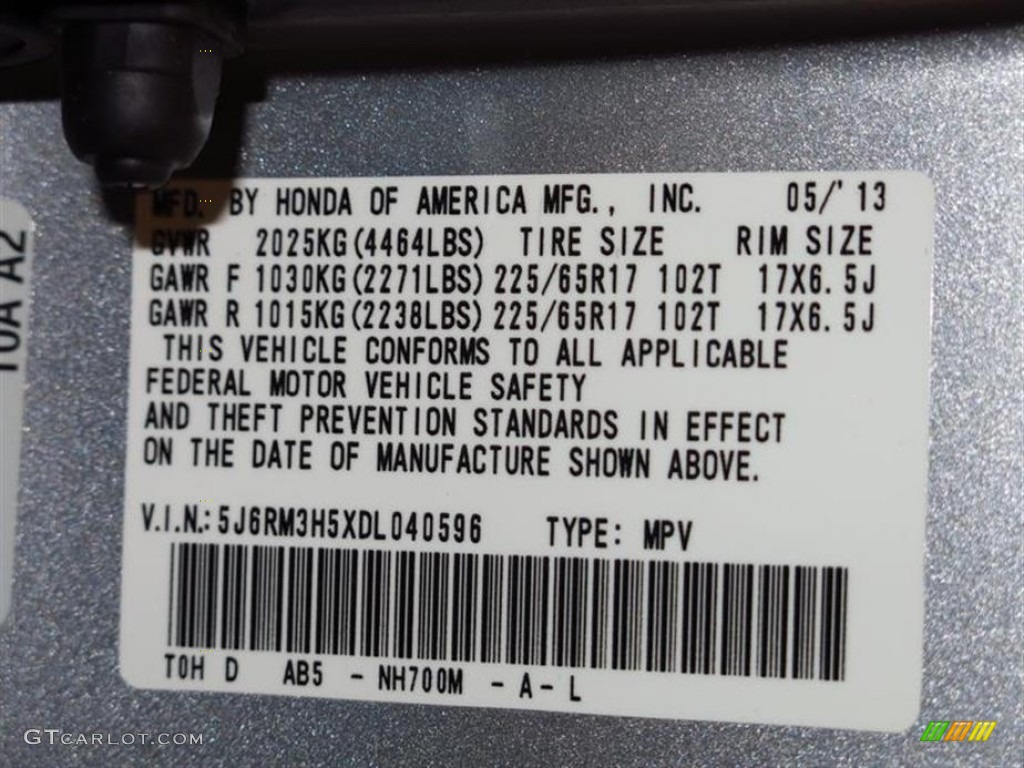 MFD. BY HONDA OF AMERICA MFG., INC. 05/'13
GVWR 2025KG(4464LBS) TIRE SIZE RIM SIZE
GAWR F 1030KG(2271LBS) 225/65R17 102T 17X6.5J
GAWR R 1015KG(2238LBS) 225/65R17 102T 17X6.5J
THIS VEHICLE CONFORMS TO ALL APPLICABLE
FEDERAL MOTOR VEHICLE SAFETY
AND THEFT PREVENTION STANDARDS IN EFFECT
ON THE DATE OF MANUFACTURE SHOWN ABOVE.
V.I.N.: 5J6RM3H5XDL040596 TYPE: MPV
T0H D AB5 - NH700M - A - L
T0A A2
GTCARLOT.COM